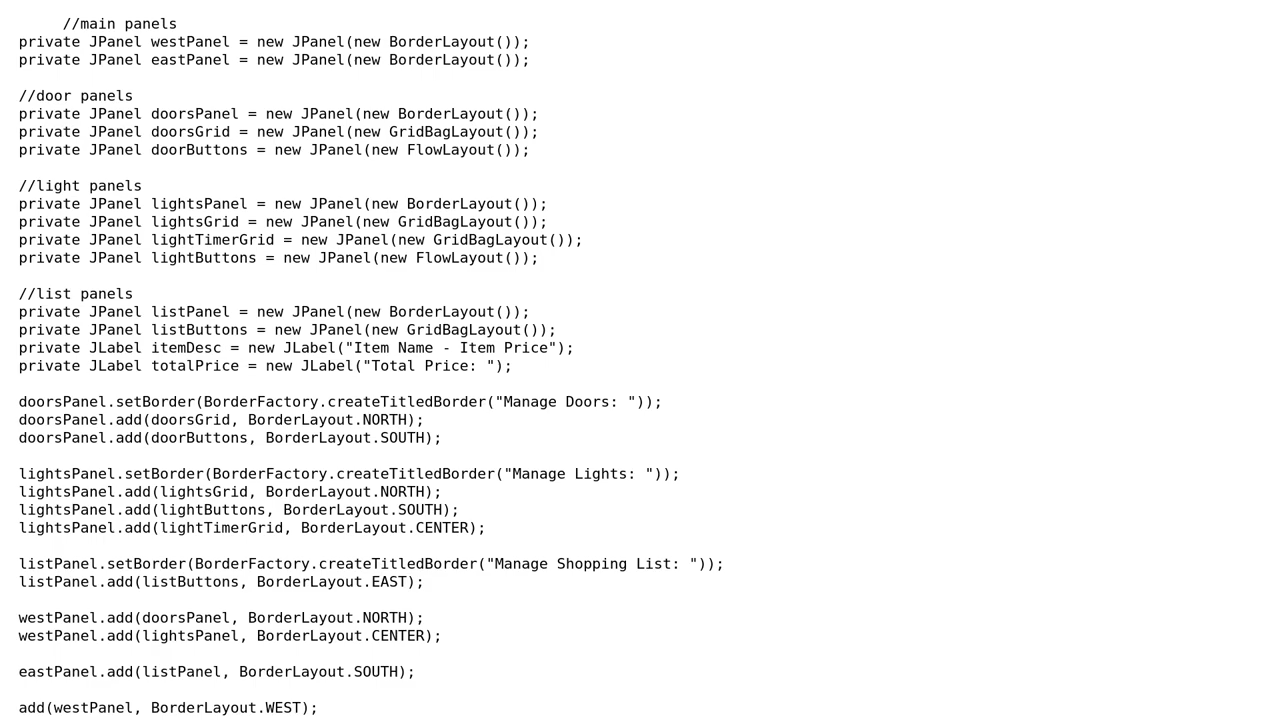 //main panels
private JPanel westPanel = new JPanel(new BorderLayout());
private JPanel eastPanel = new JPanel(new BorderLayout());

//door panels
private JPanel doorsPanel = new JPanel(new BorderLayout());
private JPanel doorsGrid = new JPanel(new GridBagLayout());
private JPanel doorButtons = new JPanel(new FlowLayout());

//light panels
private JPanel lightsPanel = new JPanel(new BorderLayout());
private JPanel lightsGrid = new JPanel(new GridBagLayout());
private JPanel lightTimerGrid = new JPanel(new GridBagLayout());
private JPanel lightButtons = new JPanel(new FlowLayout());

//list panels
private JPanel listPanel = new JPanel(new BorderLayout());
private JPanel listButtons = new JPanel(new GridBagLayout());
private JLabel itemDesc = new JLabel("Item Name - Item Price");
private JLabel totalPrice = new JLabel("Total Price: ");

doorsPanel.setBorder(BorderFactory.createTitledBorder("Manage Doors: "));
doorsPanel.add(doorsGrid, BorderLayout.NORTH);
doorsPanel.add(doorButtons, BorderLayout.SOUTH);

lightsPanel.setBorder(BorderFactory.createTitledBorder("Manage Lights: "));
lightsPanel.add(lightsGrid, BorderLayout.NORTH);
lightsPanel.add(lightButtons, BorderLayout.SOUTH);
lightsPanel.add(lightTimerGrid, BorderLayout.CENTER);

listPanel.setBorder(BorderFactory.createTitledBorder("Manage Shopping List: "));
listPanel.add(listButtons, BorderLayout.EAST);

westPanel.add(doorsPanel, BorderLayout.NORTH);
westPanel.add(lightsPanel, BorderLayout.CENTER);

eastPanel.add(listPanel, BorderLayout.SOUTH);

add(westPanel, BorderLayout.WEST);